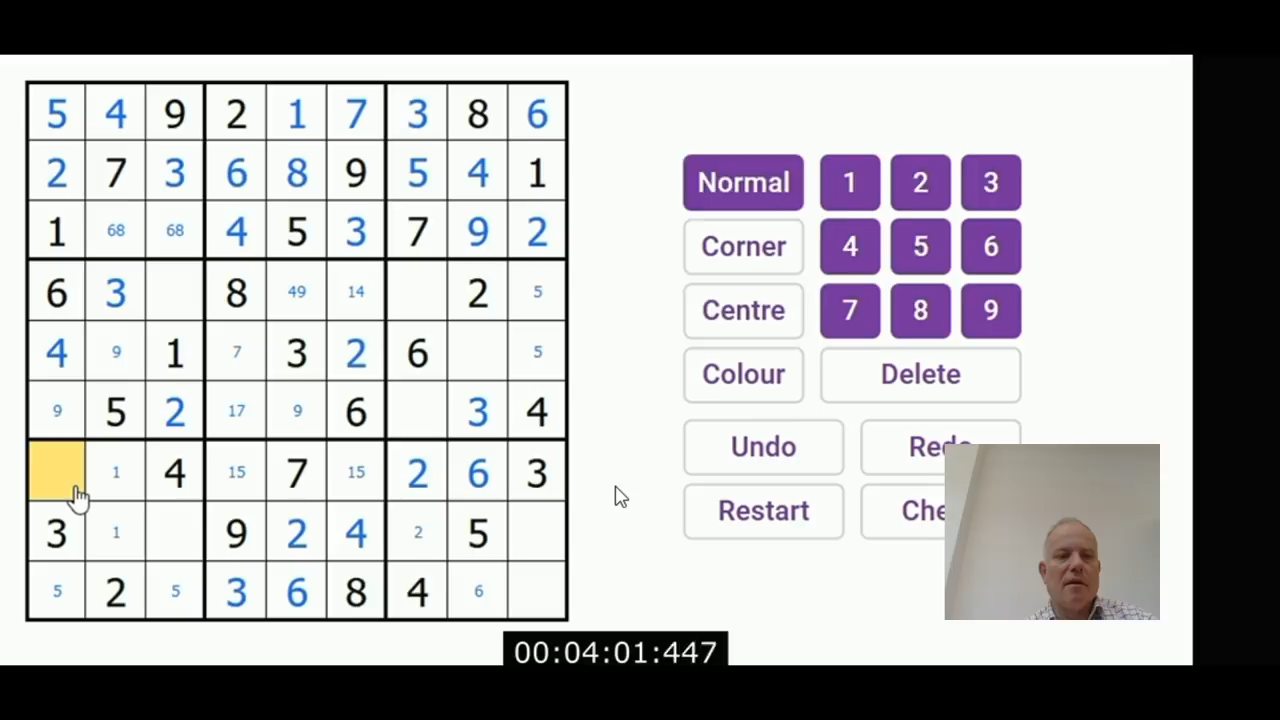 5 4 9 2 1 7 3 8 6
2 7 3 6 8 9 5 4 1
1 68 68 4 5 3 7 9 2
6 3 8 49 14 2 5
4 9 1 7 3 2 6 5
9 5 2 17 9 6 3 4
1 4 15 7 15 2 6 3
3 1 9 2 4 2 5
5 2 5 3 6 8 4 6
Normal 1 2 3
Corner 4 5 6
Centre 7 8 9
Colour Delete
Undo Redo
Restart Che
00:04:01:447